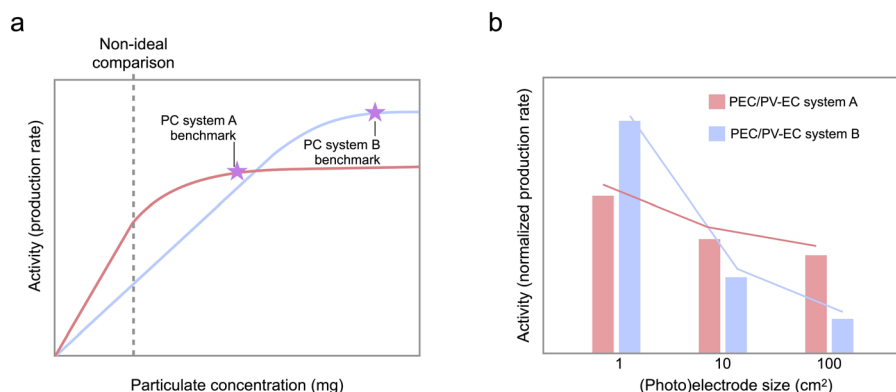 a
Non-ideal
comparison
PC system A
benchmark
PC system B
benchmark
Activity (production rate)
Particulate concentration (mg)
b
PEC/PV-EC system A
PEC/PV-EC system B
Activity (normalized production rate)
1
10
100
(Photo)electrode size (cm²)